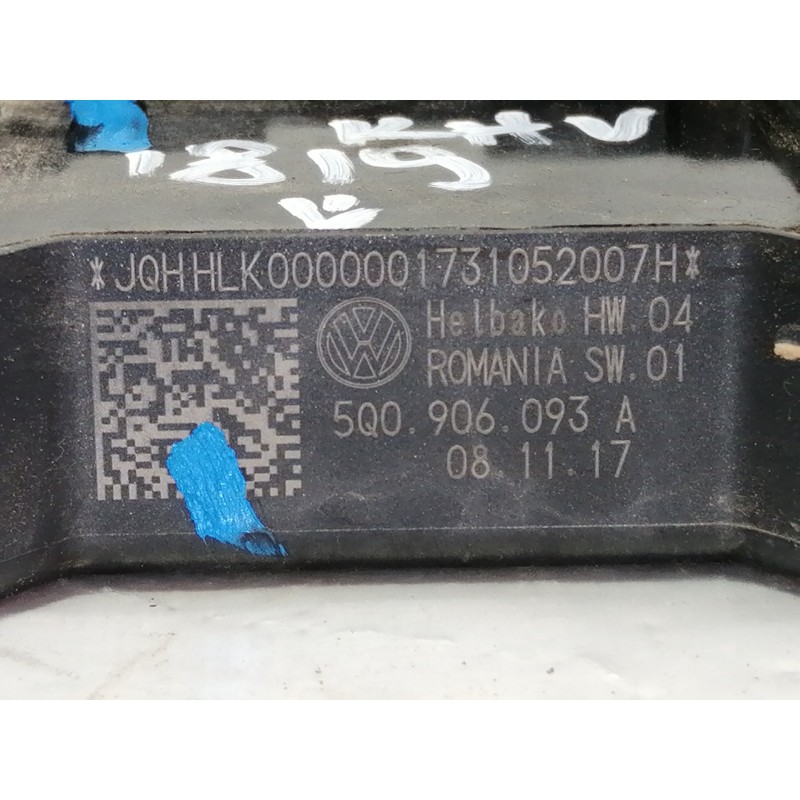 *JQHHLK0000001731052007H*
Helbako HW.04
ROMANIA SW.01
5Q0.906.093 A
08.11.17